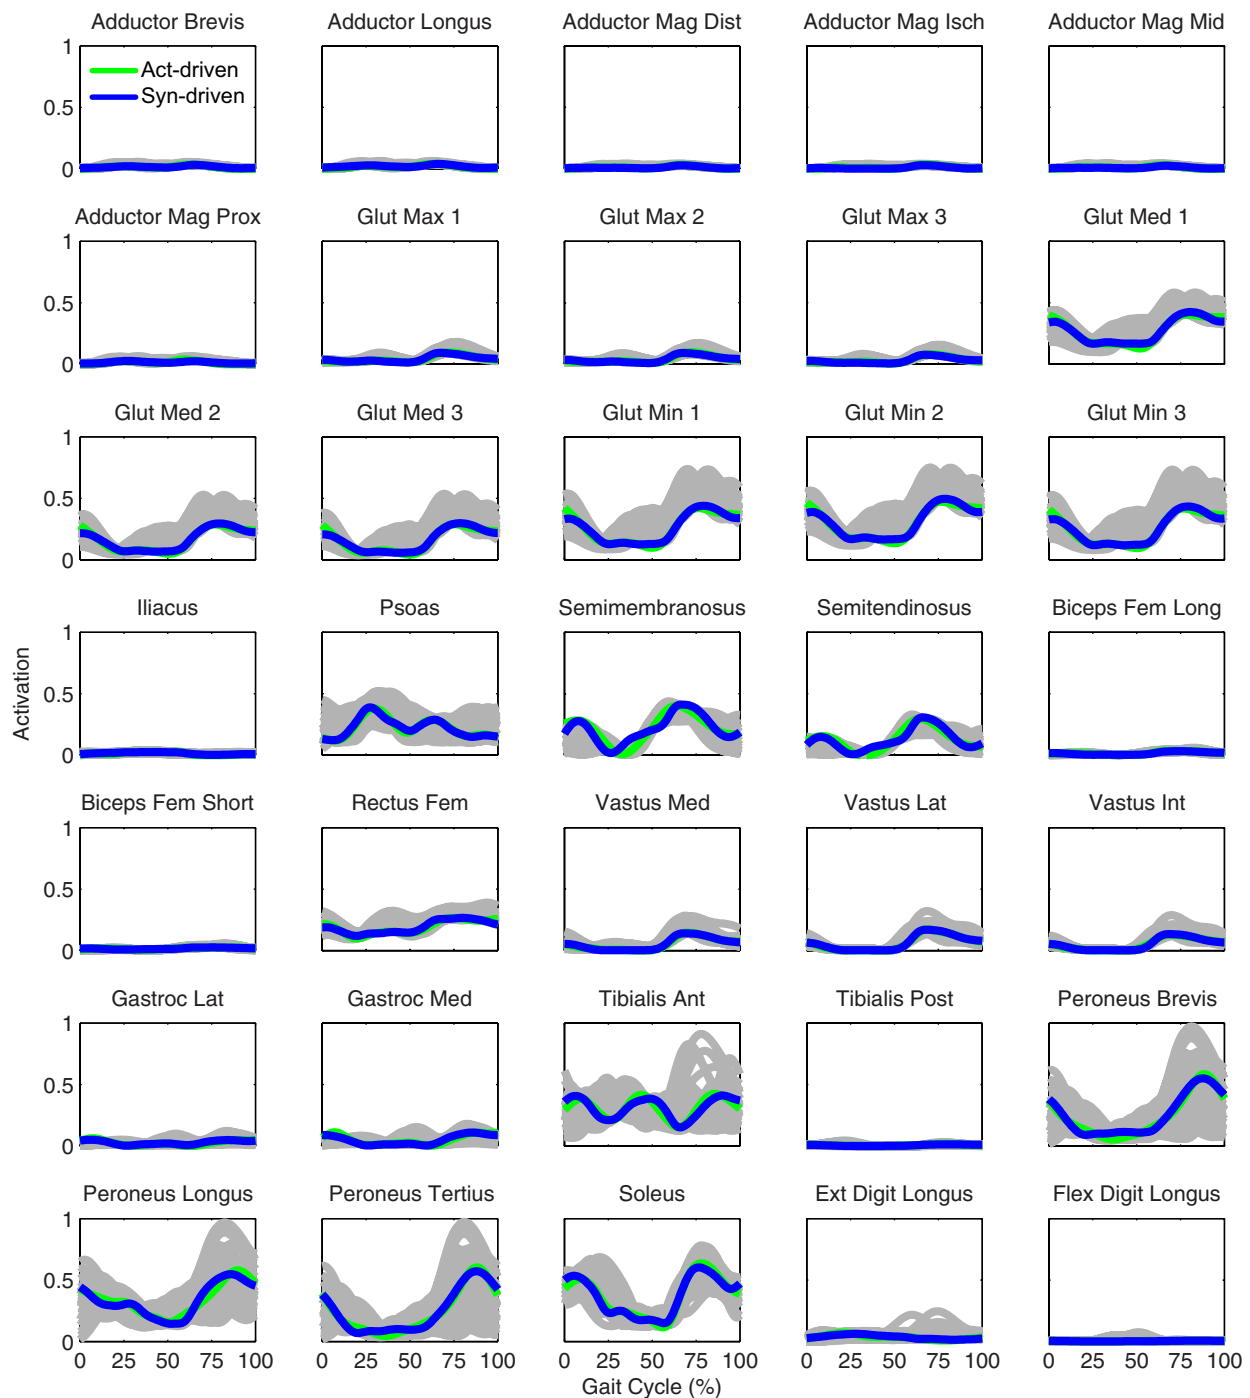 Adductor Brevis Adductor Longus Adductor Mag Dist Adductor Mag Isch Adductor Mag Mid
1
Act-driven
0.5 Syn-driven
0
Adductor Mag Prox Glut Max 1 Glut Max 2 Glut Max 3 Glut Med 1
1
0.5
0
Glut Med 2 Glut Med 3 Glut Min 1 Glut Min 2 Glut Min 3
1
0.5
0
Iliacus Psoas Semimembranosus Semitendinosus Biceps Fem Long
1
0.5
0
Activation
Biceps Fem Short Rectus Fem Vastus Med Vastus Lat Vastus Int
1
0.5
0
Gastroc Lat Gastroc Med Tibialis Ant Tibialis Post Peroneus Brevis
1
0.5
0
Peroneus Longus Peroneus Tertius Soleus Ext Digit Longus Flex Digit Longus
1
0.5
0
0 25 50 75 100 0 25 50 75 100 0 25 50 75 100 0 25 50 75 100 0 25 50 75 100
Gait Cycle (%)